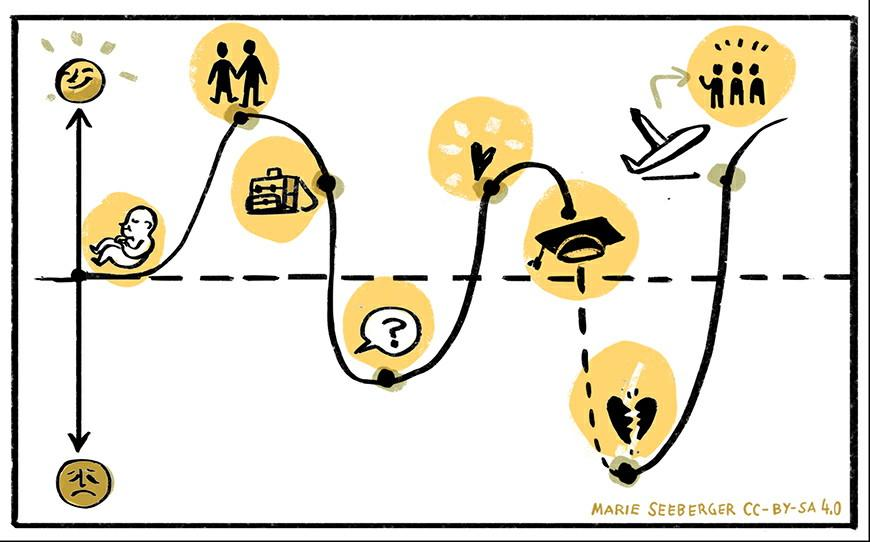 ?
MARIE SEEBERGER CC-BY-SA 4.0